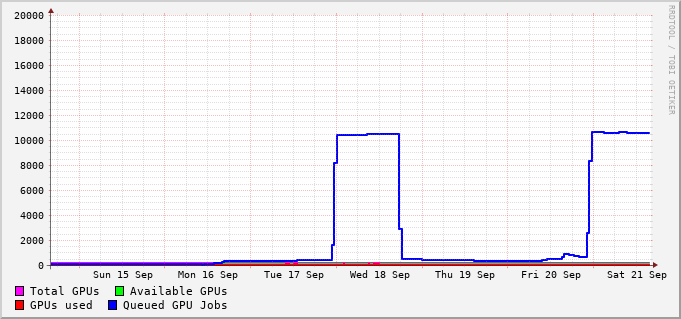 20000
18000
16000
14000
12000
10000
8000
6000
4000
2000
0
Sun 15 Sep Mon 16 Sep Tue 17 Sep Wed 18 Sep Thu 19 Sep Fri 20 Sep Sat 21 Sep
Total GPUs Available GPUs
GPUs used Queued GPU Jobs
RRDTOOL / TOBI OETIKER